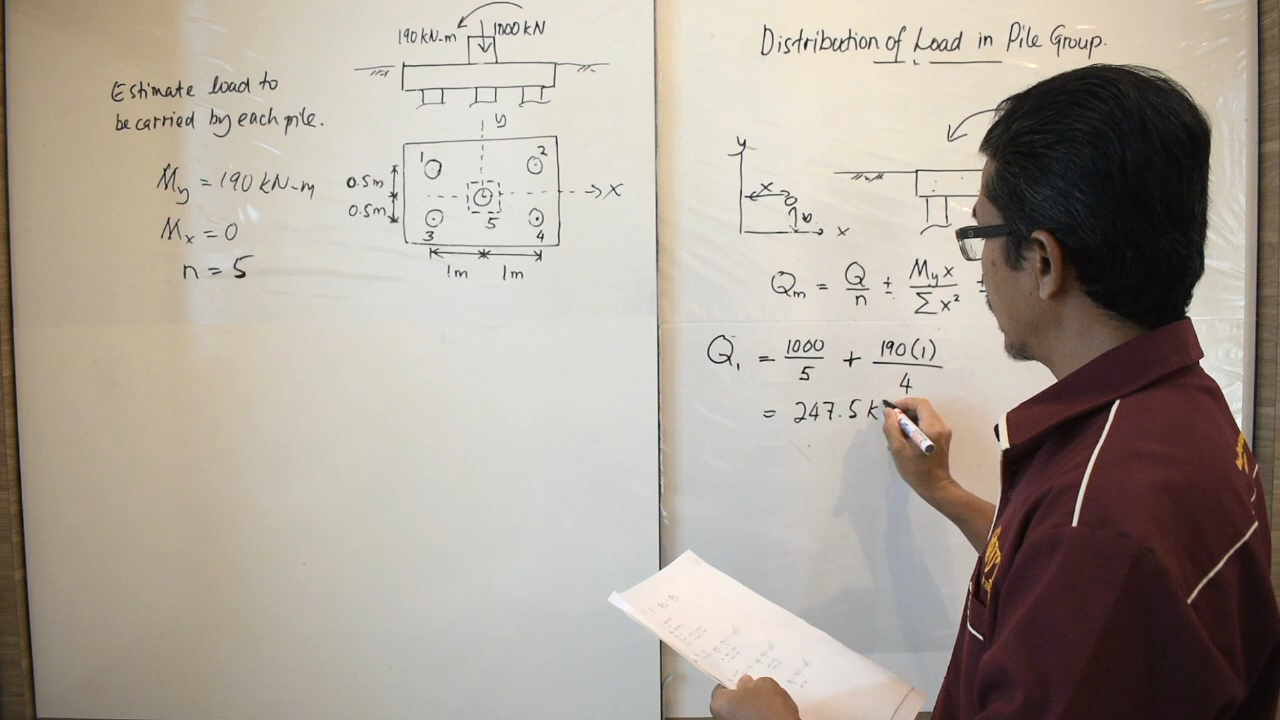 Estimate load to
be carried by each pile.
My = 190 kN-m
Mx = 0
n = 5
190 kN-m 1000 kN
y
1 2
0.5m
x
0.5m
5
3 4
1m 1m
Distribution of Load in Pile Group.
y
x
y
x
Qm = Q/n ± My x/∑x² ±
Q1 = 1000/5 + 190(1)/4
= 247.5 k